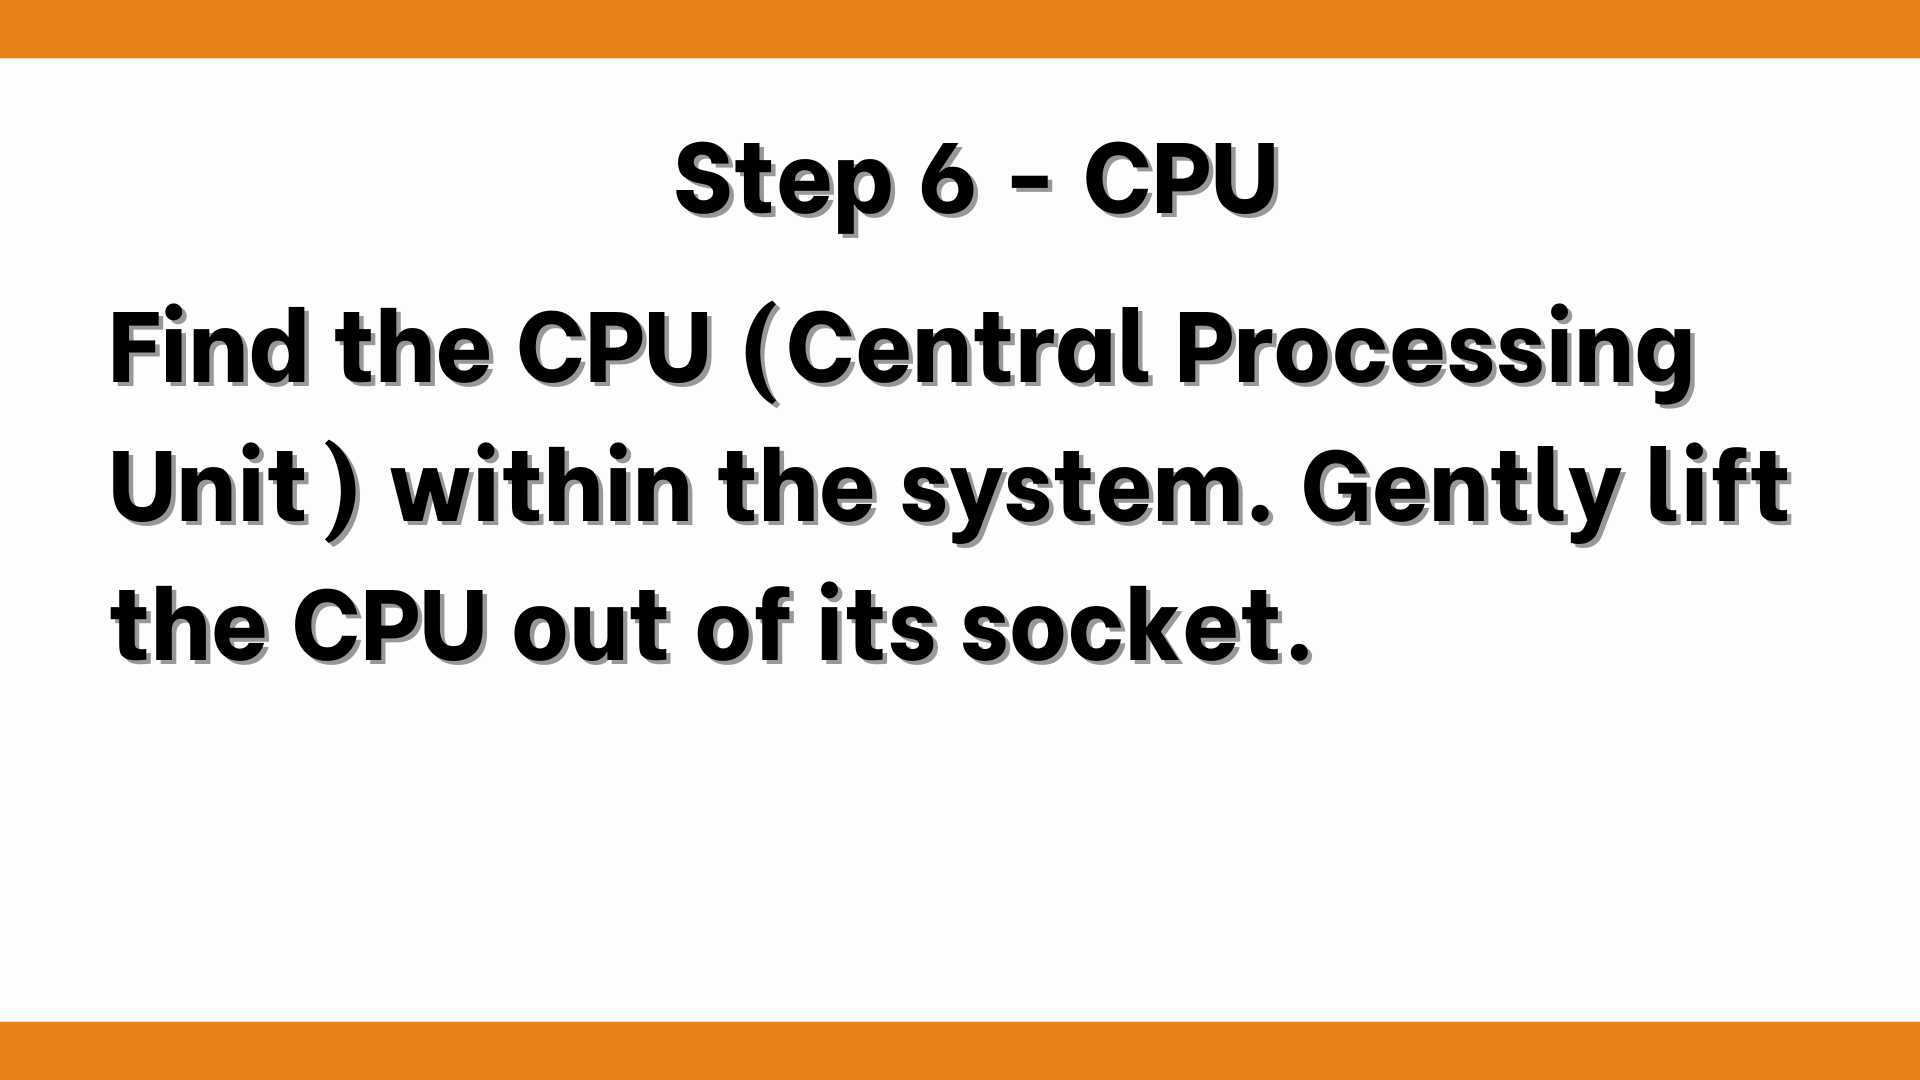 Step 6 - CPU
Find the CPU (Central Processing
Unit) within the system. Gently lift
the CPU out of its socket.